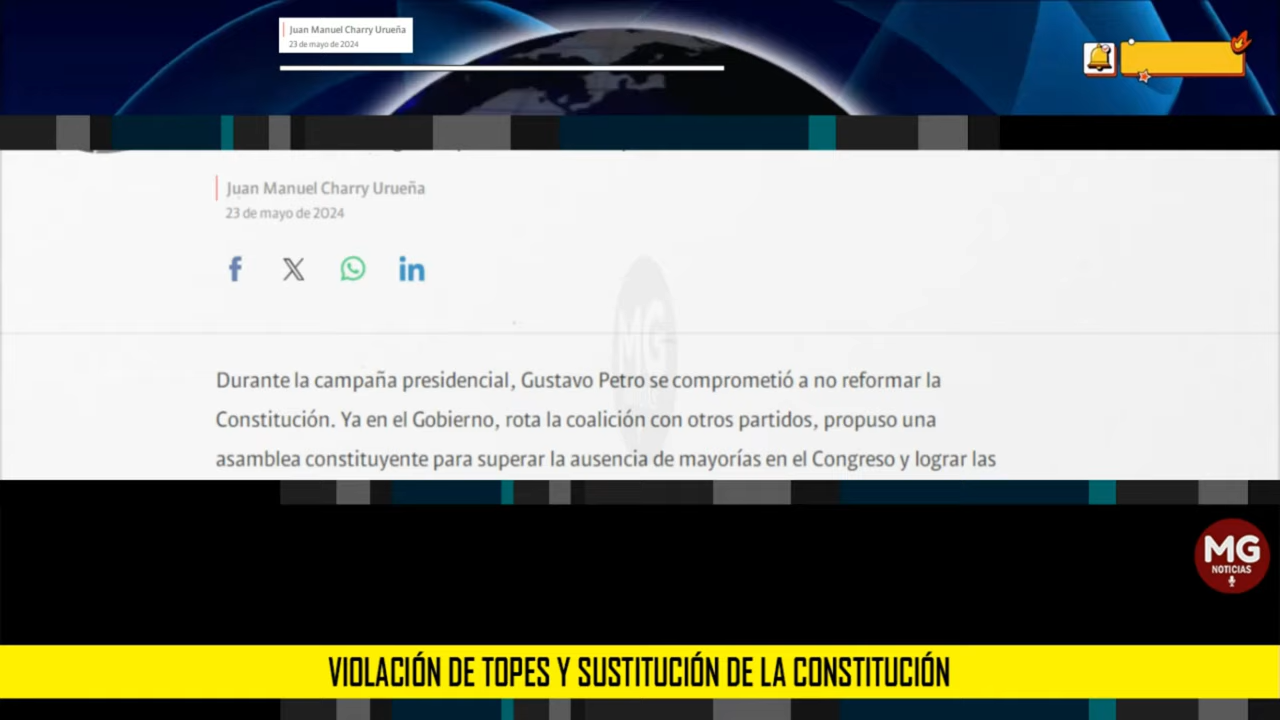 Juan Manuel Charry Urueña
23 de mayo de 2024
Juan Manuel Charry Urueña
23 de mayo de 2024
Durante la campaña presidencial, Gustavo Petro se comprometió a no reformar la
Constitución. Ya en el Gobierno, rota la coalición con otros partidos, propuso una
asamblea constituyente para superar la ausencia de mayorías en el Congreso y lograr las
MG
MG
NOTICIAS
VIOLACIÓN DE TOPES Y SUSTITUCIÓN DE LA CONSTITUCIÓN